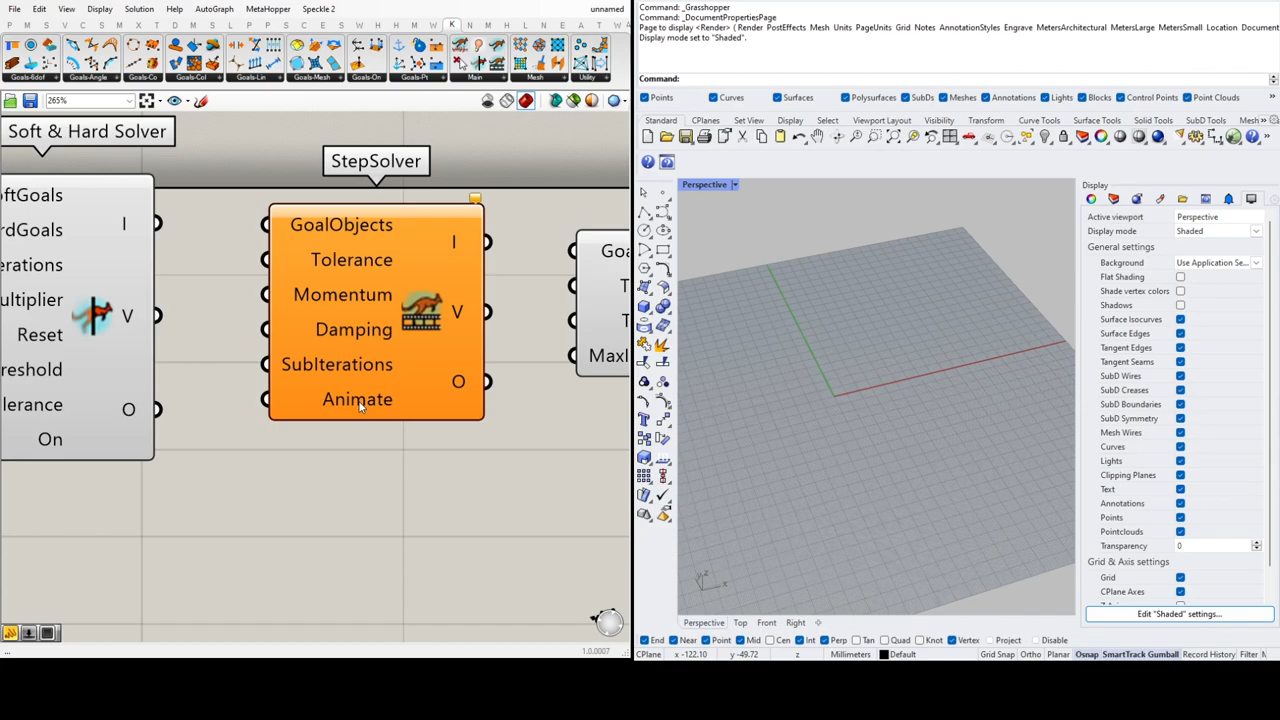 File Edit View Display Solution Help AutoGraph MetaHopper Speckle 2 unnamed
K
Goals-6dof Goals-Angle Goals-Co Goals-Col Goals-Lin Goals-Mesh Goals-On Goals-Pt Main Mesh Utility
265%
Soft & Hard Solver
StepSolver
oftGoals
rdGoals
erations
ultiplier
Reset
reshold
lerance
On
I
V
O
GoalObjects
Tolerance
Momentum
Damping
SubIterations
Animate
I
V
O
Goa
T
T
MaxI
...
1.0.0007
Command: _Grasshopper
Command: _DocumentPropertiesPage
Page to display <Render> ( Render PostEffects Mesh Units PageUnits Grid Notes AnnotationStyles Engrave MetersArchitectural MetersLarge MetersSmall Location Document
Display mode set to "Shaded".
Command:
Points Curves Surfaces Polysurfaces SubDs Meshes Annotations Lights Blocks Control Points Point Clouds
Standard CPlanes Set View Display Select Viewport Layout Visibility Transform Curve Tools Surface Tools Solid Tools SubD Tools Mesh
Perspective
z
x
Perspective Top Front Right
Display
Active viewport Perspective
Display mode Shaded
General settings
Background Use Application Se...
Flat Shading
Shade vertex colors
Shadows
Surface Isocurves
Surface Edges
Tangent Edges
Tangent Seams
SubD Wires
SubD Creases
SubD Boundaries
SubD Symmetry
Mesh Wires
Curves
Lights
Clipping Planes
Text
Annotations
Points
Pointclouds
Transparency 0
Grid & Axis settings
Grid
CPlane Axes
Edit "Shaded" settings...
End Near Point Mid Cen Int Perp Tan Quad Knot Vertex Project Disable
CPlane x -122.10 y -49.72 z Millimeters Default Grid Snap Ortho Planar Osnap SmartTrack Gumball Record History Filter